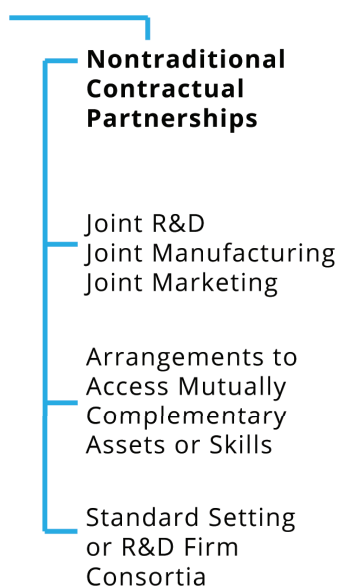 Nontraditional
Contractual
Partnerships
Joint R&D
Joint Manufacturing
Joint Marketing
Arrangements to
Access Mutually
Complementary
Assets or Skills
Standard Setting
or R&D Firm
Consortia